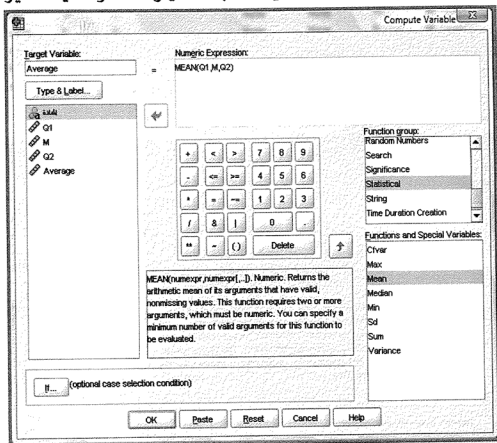 Compute Variable
Target Variable:
Average
=
Numeric Expression:
MEAN(Q1,M,Q2)
Type & Label...
Q1
M
Q2
Average
+ < > 7 8 9
- <= >= 4 5 6
* = ~= 1 2 3
/ & | 0 .
** ~ ( ) Delete
Function group:
Random Numbers
Search
Significance
Statistical
String
Time Duration Creation
Functions and Special Variables:
Cfvar
Max
Mean
Median
Min
Sd
Sum
Variance
MEAN(numexpr,numexpr[,..]). Numeric. Returns the
arithmetic mean of its arguments that have valid,
nonmissing values. This function requires two or more
arguments, which must be numeric. You can specify a
minimum number of valid arguments for this function to
be evaluated.
If... (optional case selection condition)
OK Paste Reset Cancel Help